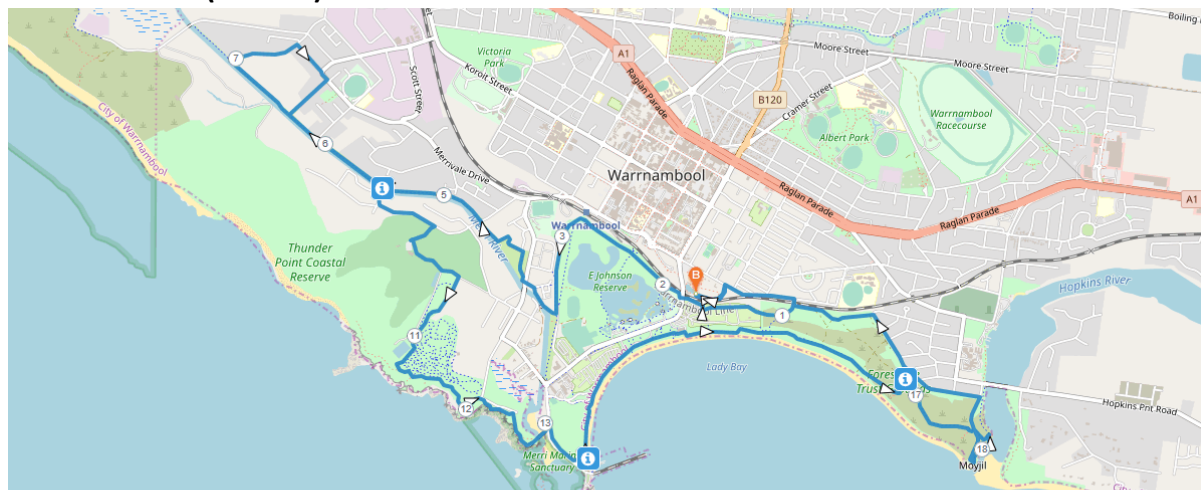 Boiling
Moore Street
Moore Street
A1
Victoria
Park
Koroit Street
Scott Street
Raglan Parade
B120
Cramer Street
Albert Park
Warrnambool
Racecourse
7
6
City of Warrnambool
Merrivale Drive
Warrnambool
Raglan Parade
Raglan Parade
A1
5
3
Warrnambool
Thunder
Point Coastal
Reserve
E Johnson
Reserve
2
B
Warrnambool Line
1
Hopkins River
11
Lady Bay
17
Hopkins Pnt Road
12
13
Merri Marine
Sanctuary
18
Moyjil